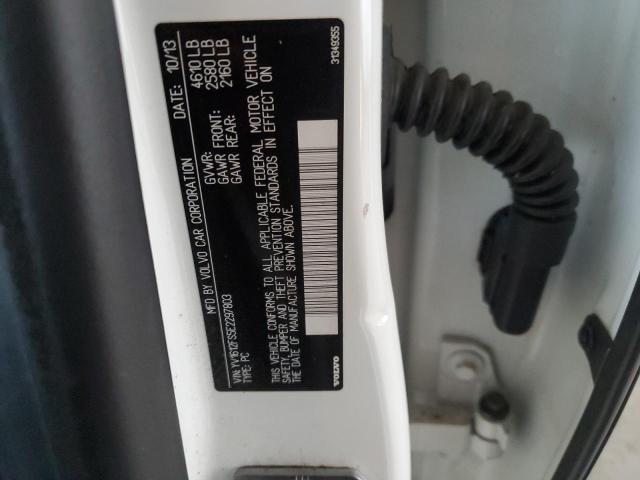 MFD BY VOLVO CAR CORPORATION DATE: 10/13
GVWR: 4610 LB
GAWR FRONT: 2580 LB
GAWR REAR: 2160 LB
VIN: YV1612FS5E2297803
TYPE: PC
THIS VEHICLE CONFORMS TO ALL APPLICABLE FEDERAL MOTOR VEHICLE
SAFETY, BUMPER AND THEFT PREVENTION STANDARDS IN EFFECT ON
THE DATE OF MANUFACTURE SHOWN ABOVE.
VOLVO 31349355